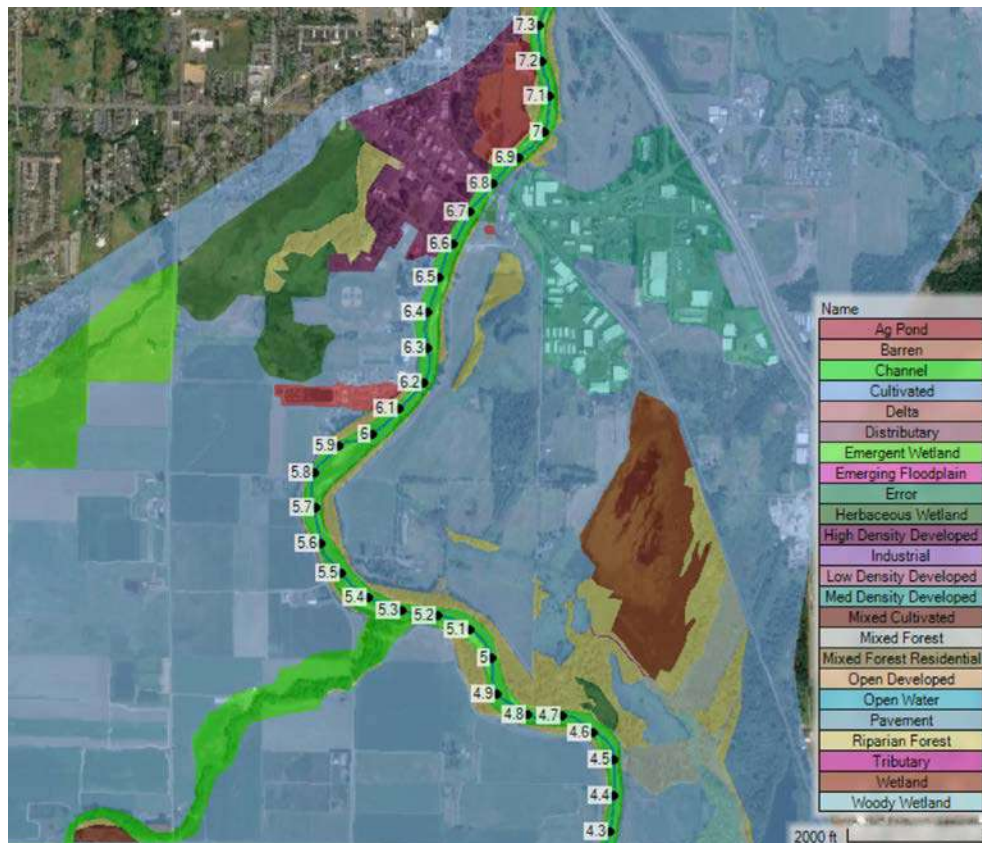 7.3
7.2
7.1
7
6.9
6.8
6.7
6.6
6.5
6.4
6.3
6.2
6.1
6
5.9
5.8
5.7
5.6
5.5
5.4
5.3
5.2
5.1
5
4.9
4.8
4.7
4.6
4.5
4.4
4.3
Name
Ag Pond
Barren
Channel
Cultivated
Delta
Distributary
Emergent Wetland
Emerging Floodplain
Error
Herbaceous Wetland
High Density Developed
Industrial
Low Density Developed
Med Density Developed
Mixed Cultivated
Mixed Forest
Mixed Forest Residential
Open Developed
Open Water
Pavement
Riparian Forest
Tributary
Wetland
Woody Wetland
2000 ft